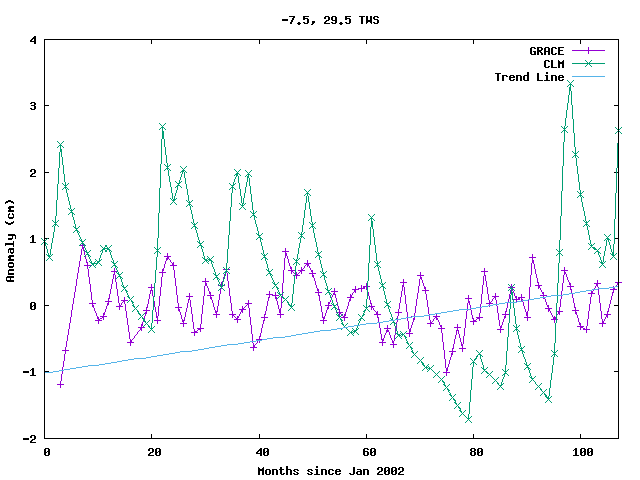 -7.5, 29.5 TWS
GRACE
CLM
Trend Line
Anomaly (cm)
4
3
2
1
0
-1
-2
0 20 40 60 80 100
Months since Jan 2002